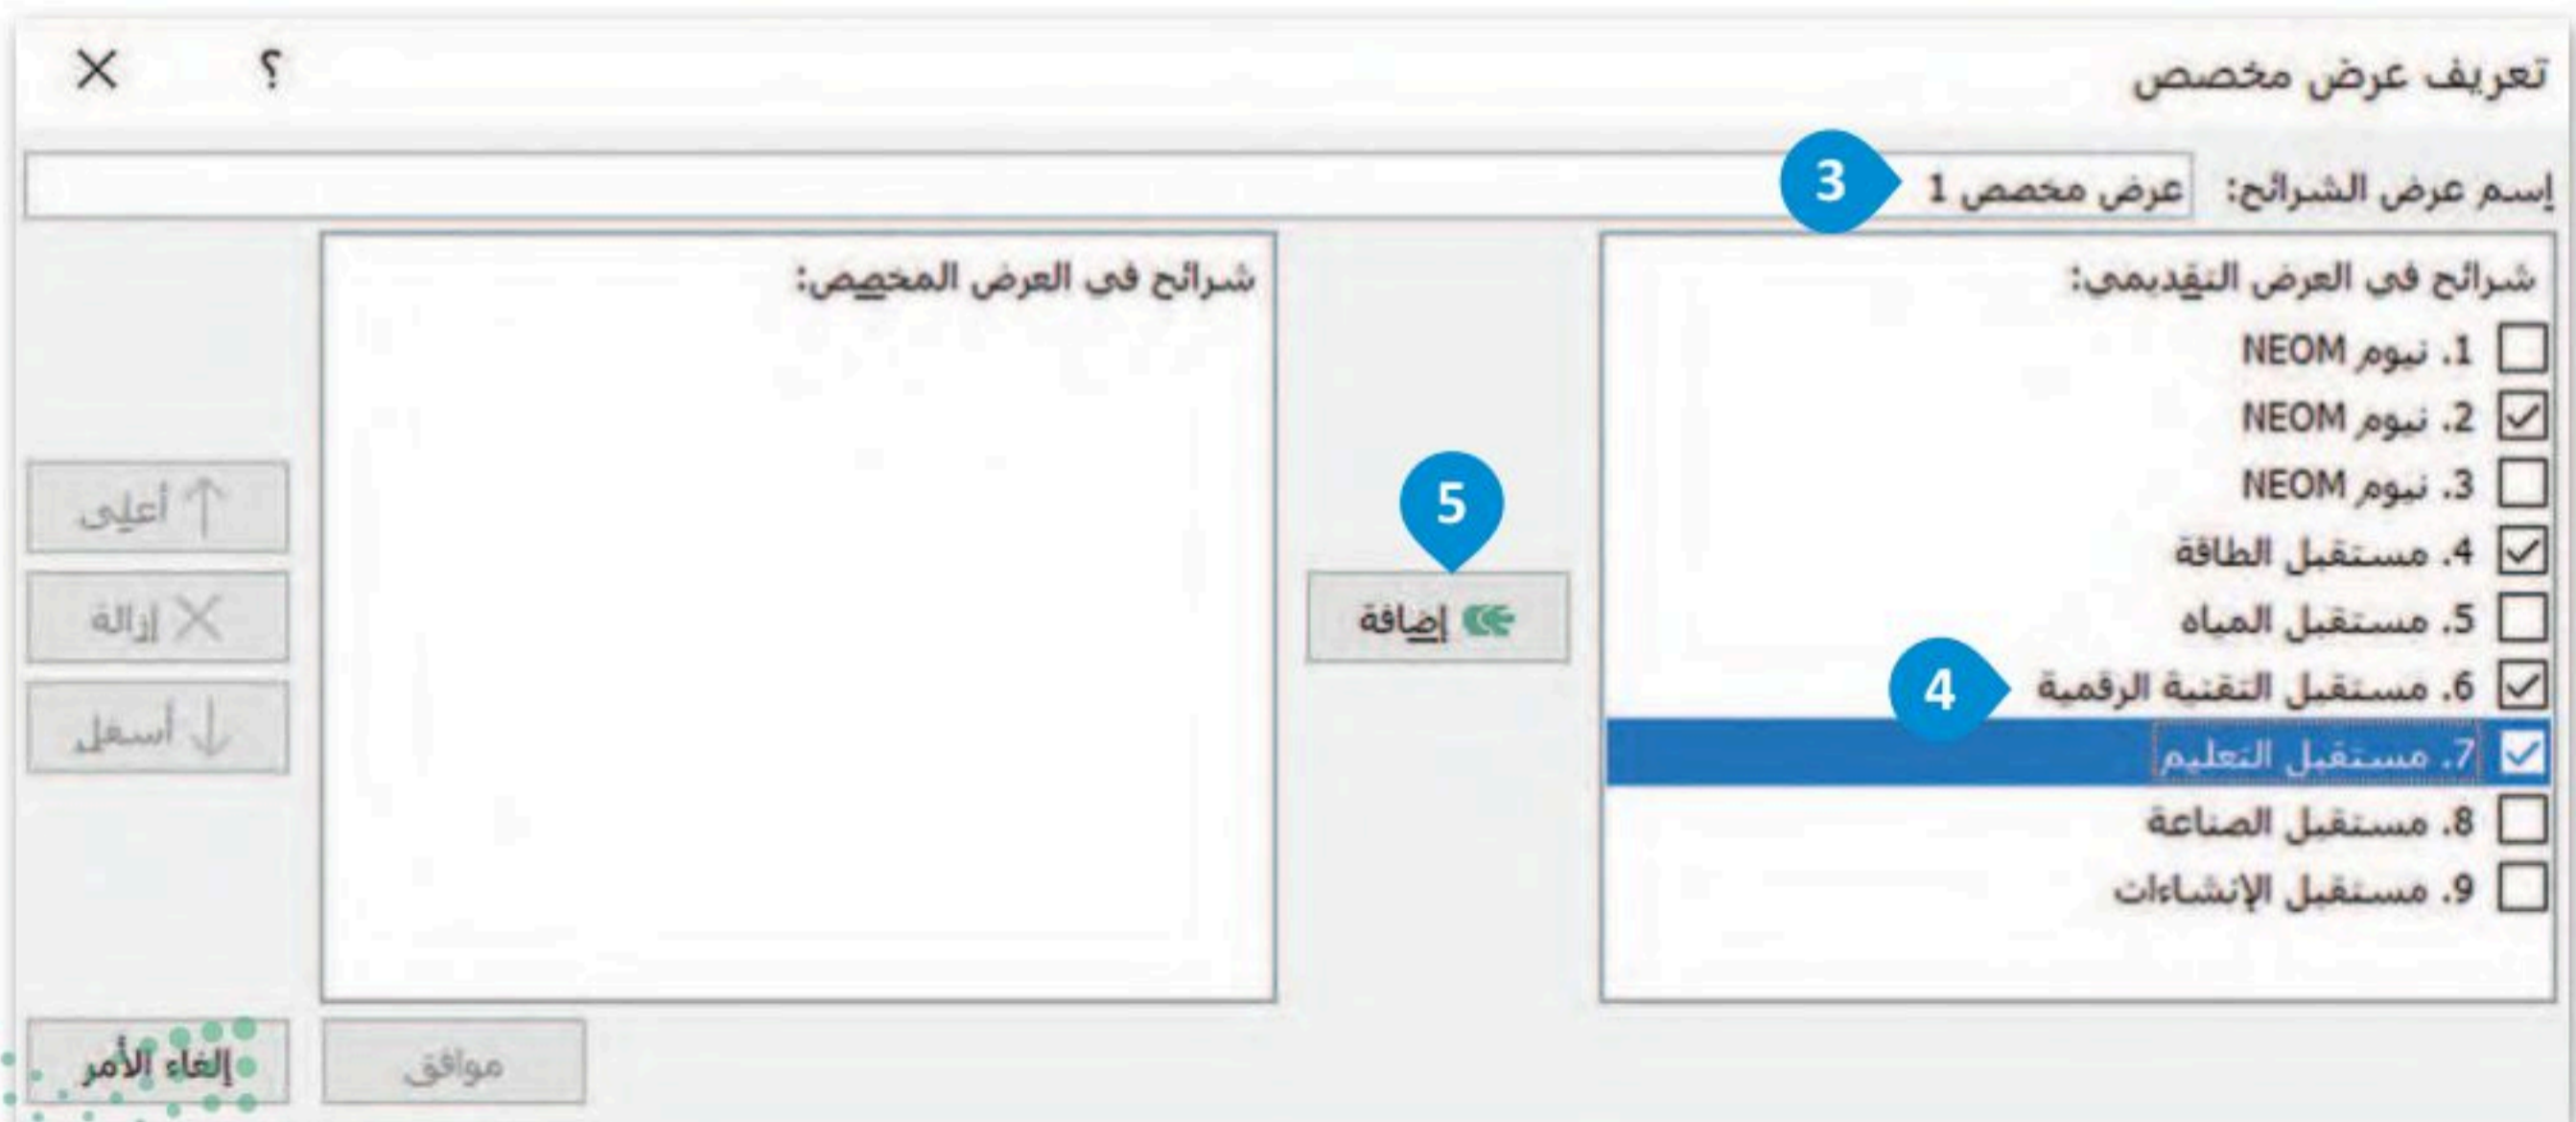 تعريف عرض مخصص
؟
إسم عرض الشرائح: عرض مخصص 1
3
شرائح في العرض التقديمي:
1. نيوم NEOM
2. نيوم NEOM
3. نيوم NEOM
4. مستقبل الطاقة
5. مستقبل المياه
6. مستقبل التقنية الرقمية
4
7. مستقبل التعليم
8. مستقبل الصناعة
9. مستقبل الإنشاءات
5
إضافة
شرائح في العرض المخصص:
أعلى
إزالة
أسفل
موافق
إلغاء الأمر